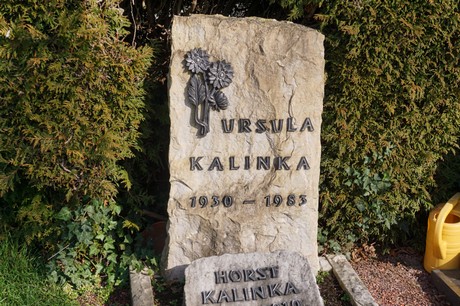 URSULA
KALINKA
1930 – 1983
HORST
KALINKA